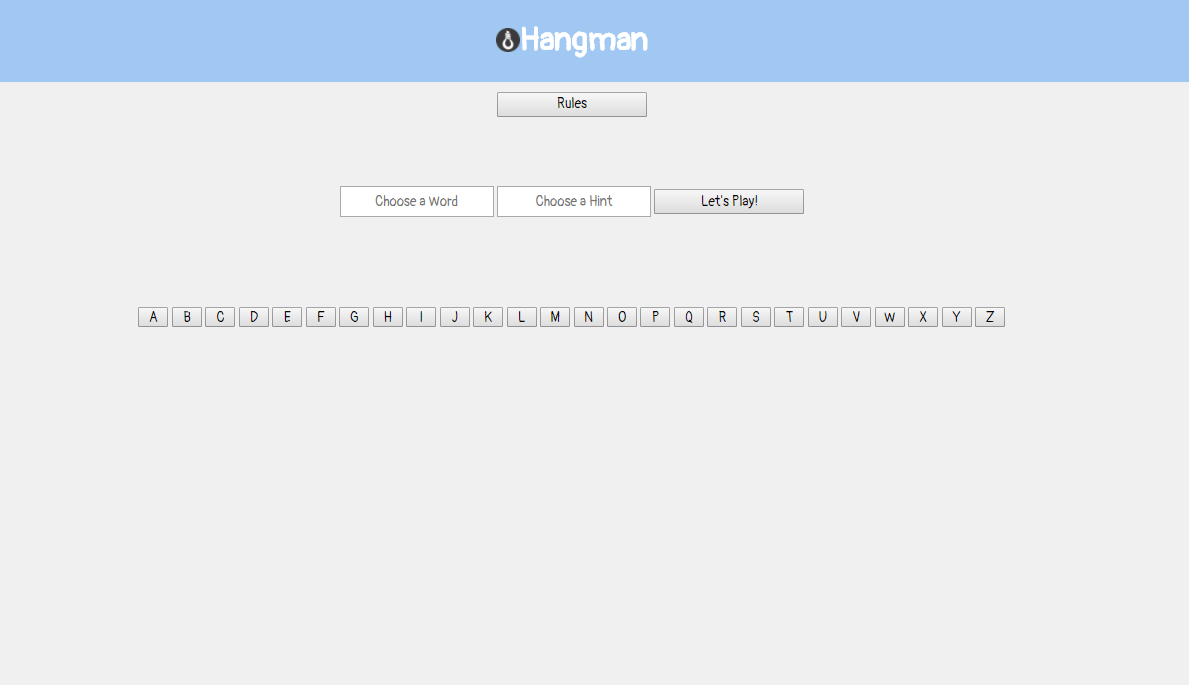 Hangman
Rules
Choose a Word Choose a Hint Let's Play!
A B C D E F G H I J K L M N O P Q R S T U V W X Y Z